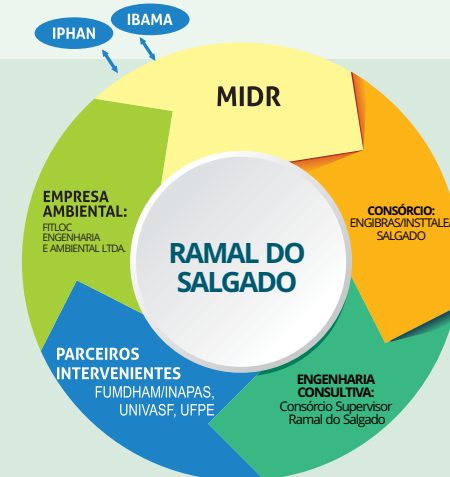 IPHAN
IBAMA
MIDR
EMPRESA
AMBIENTAL:
FITLOC
ENGENHARIA
E AMBIENTAL LTDA.
CONSÓRCIO:
ENGIBRAS/INSTTALE/
SALGADO
RAMAL DO
SALGADO
PARCEIROS
INTERVENIENTES
FUMDHAM/INAPAS,
UNIVASF, UFPE
ENGENHARIA
CONSULTIVA:
Consórcio Supervisor
Ramal do Salgado